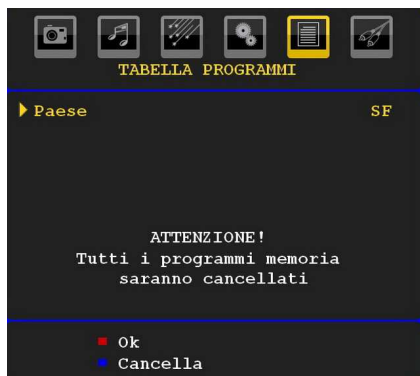 TABELLA PROGRAMMI
Paese SF
ATTENZIONE!
Tutti i programmi memoria
saranno cancellati
Ok
Cancella